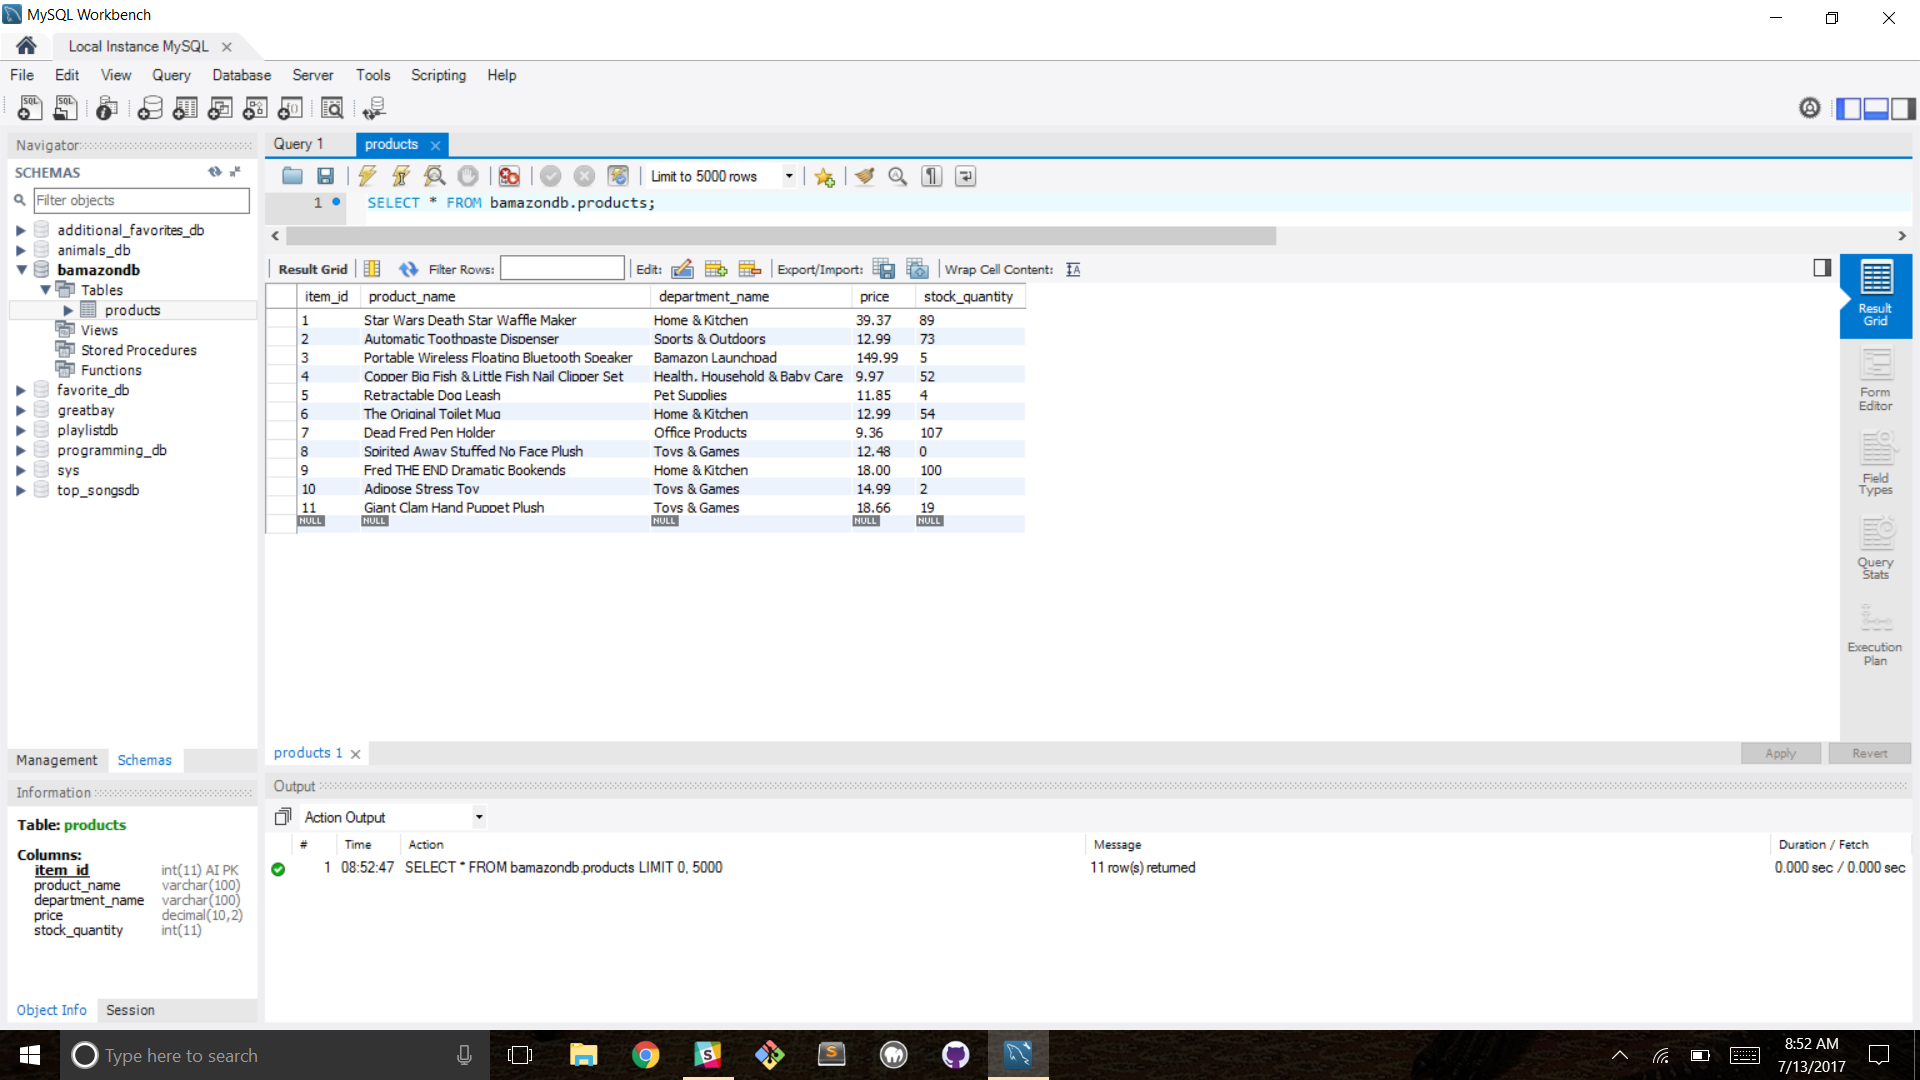 MySQL Workbench
Local Instance MySQL
File Edit View Query Database Server Tools Scripting Help
Navigator
SCHEMAS
Filter objects
additional_favorites_db
animals_db
bamazondb
Tables
products
Views
Stored Procedures
Functions
favorite_db
greatbay
playlistdb
programming_db
sys
top_songsdb
Management Schemas
Information
Table: products
Columns:
item_id int(11) AI PK
product_name varchar(100)
department_name varchar(100)
price decimal(10,2)
stock_quantity int(11)
Object Info Session
Query 1 products
Limit to 5000 rows
1 SELECT * FROM bamazondb.products;
Result Grid Filter Rows: Edit: Export/Import: Wrap Cell Content:
item_id product_name department_name price stock_quantity
1 Star Wars Death Star Waffle Maker Home & Kitchen 39.37 89
2 Automatic Toothpaste Dispenser Sports & Outdoors 12.99 73
3 Portable Wireless Floating Bluetooth Speaker Bamazon Launchpad 149.99 5
4 Copper Big Fish & Little Fish Nail Clipper Set Health, Household & Baby Care 9.97 52
5 Retractable Dog Leash Pet Supplies 11.85 4
6 The Original Toilet Mug Home & Kitchen 12.99 54
7 Dead Fred Pen Holder Office Products 9.36 107
8 Spirited Away Stuffed No Face Plush Toys & Games 12.48 0
9 Fred THE END Dramatic Bookends Home & Kitchen 18.00 100
10 Adipose Stress Toy Toys & Games 14.99 2
11 Giant Clam Hand Puppet Plush Toys & Games 18.66 19
NULL NULL NULL NULL NULL
Result
Grid
Form
Editor
Field
Types
Query
Stats
Execution
Plan
products 1
Apply Revert
Output
Action Output
# Time Action Message Duration / Fetch
1 08:52:47 SELECT * FROM bamazondb.products LIMIT 0, 5000 11 row(s) returned 0.000 sec / 0.000 sec
Type here to search
8:52 AM
7/13/2017